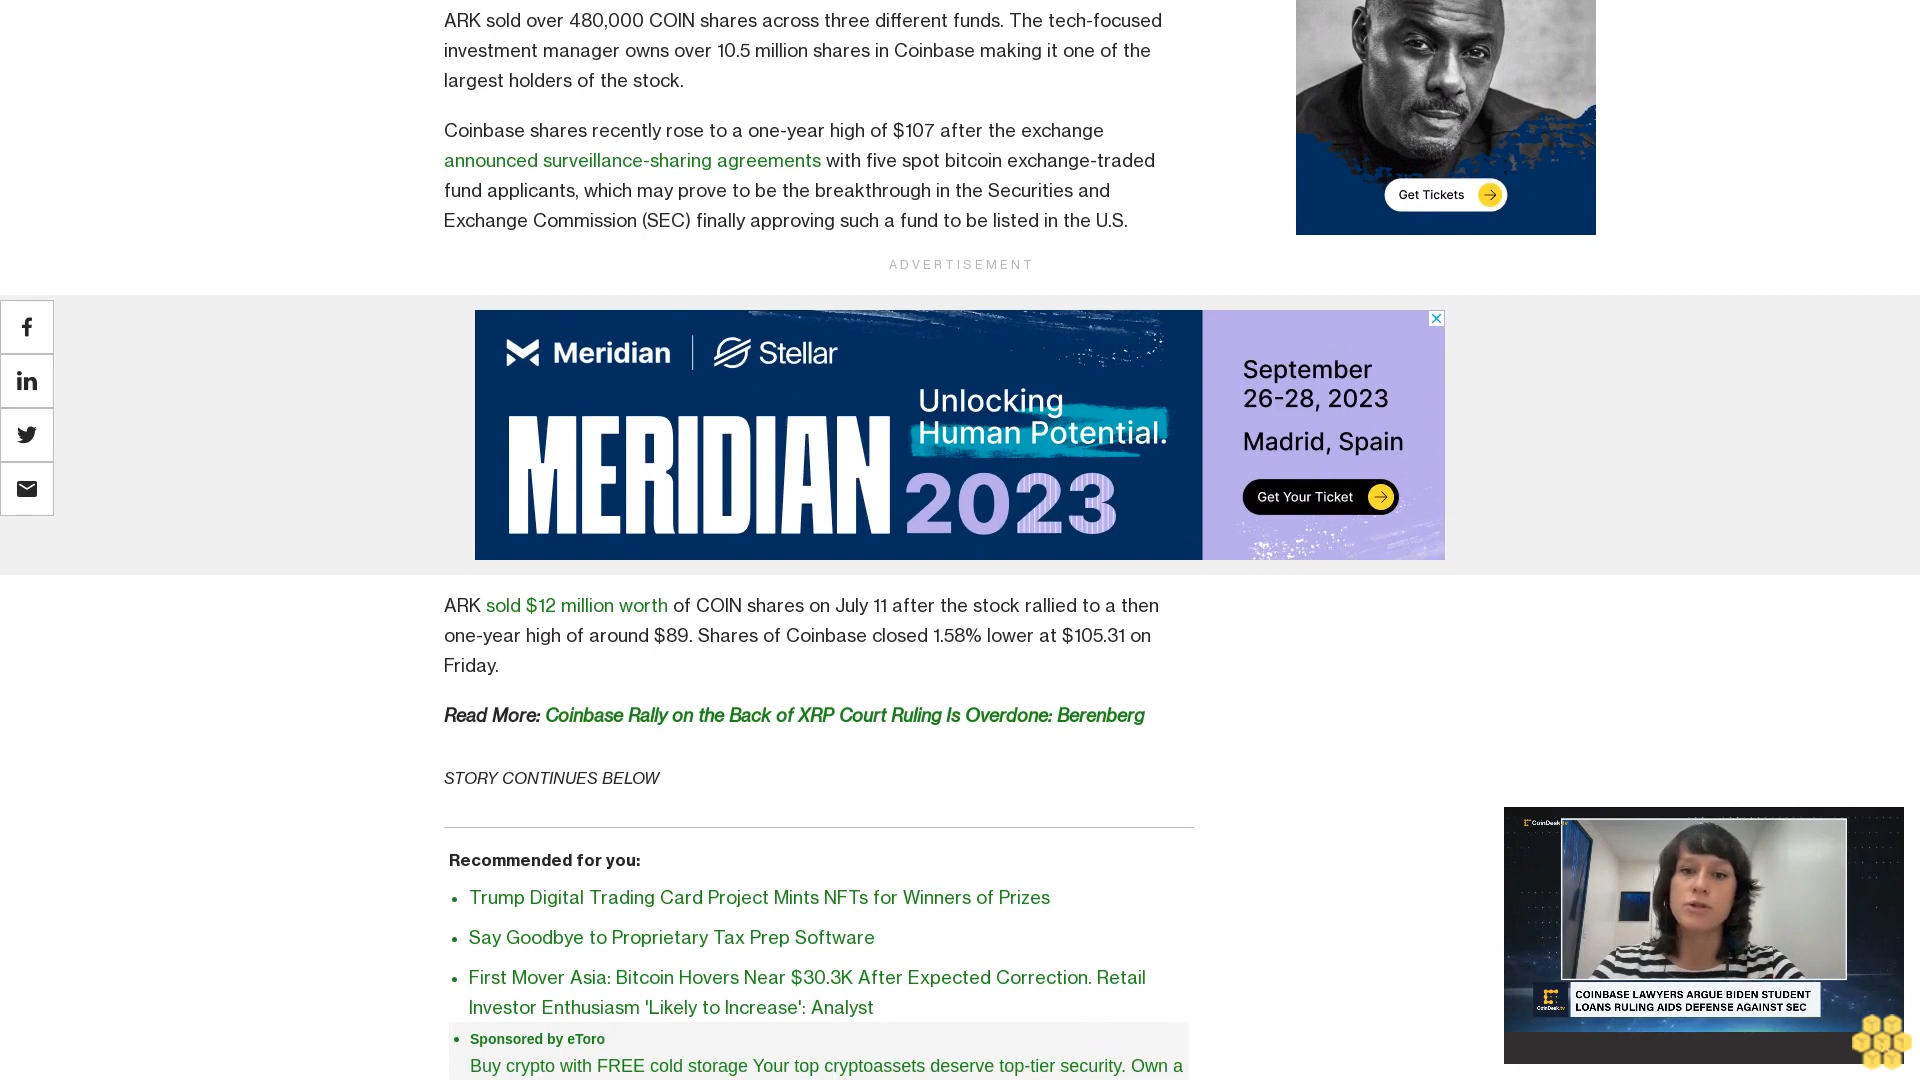 ARK sold over 480,000 COIN shares across three different funds. The tech-focused
investment manager owns over 10.5 million shares in Coinbase making it one of the
largest holders of the stock.
Coinbase shares recently rose to a one-year high of $107 after the exchange
announced surveillance-sharing agreements with five spot bitcoin exchange-traded
fund applicants, which may prove to be the breakthrough in the Securities and
Exchange Commission (SEC) finally approving such a fund to be listed in the U.S.
Get Tickets
ADVERTISEMENT
Meridian
Stellar
MERIDIAN
Unlocking
Human Potential.
2023
September
26-28, 2023
Madrid, Spain
Get Your Ticket
ARK sold $12 million worth of COIN shares on July 11 after the stock rallied to a then
one-year high of around $89. Shares of Coinbase closed 1.58% lower at $105.31 on
Friday.
Read More: Coinbase Rally on the Back of XRP Court Ruling Is Overdone: Berenberg
STORY CONTINUES BELOW
Recommended for you:
Trump Digital Trading Card Project Mints NFTs for Winners of Prizes
Say Goodbye to Proprietary Tax Prep Software
First Mover Asia: Bitcoin Hovers Near $30.3K After Expected Correction. Retail
Investor Enthusiasm 'Likely to Increase': Analyst
Sponsored by eToro
Buy crypto with FREE cold storage Your top cryptoassets deserve top-tier security. Own a
CoinDesk tv
COINBASE LAWYERS ARGUE BIDEN STUDENT
LOANS RULING AIDS DEFENSE AGAINST SEC
CoinDesk tv